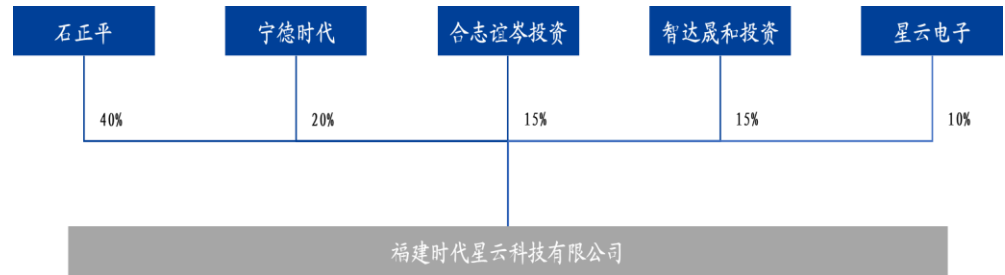 石正平
宁德时代
合志谊岑投资
智达晟和投资
星云电子
40%
20%
15%
15%
10%
福建时代星云科技有限公司